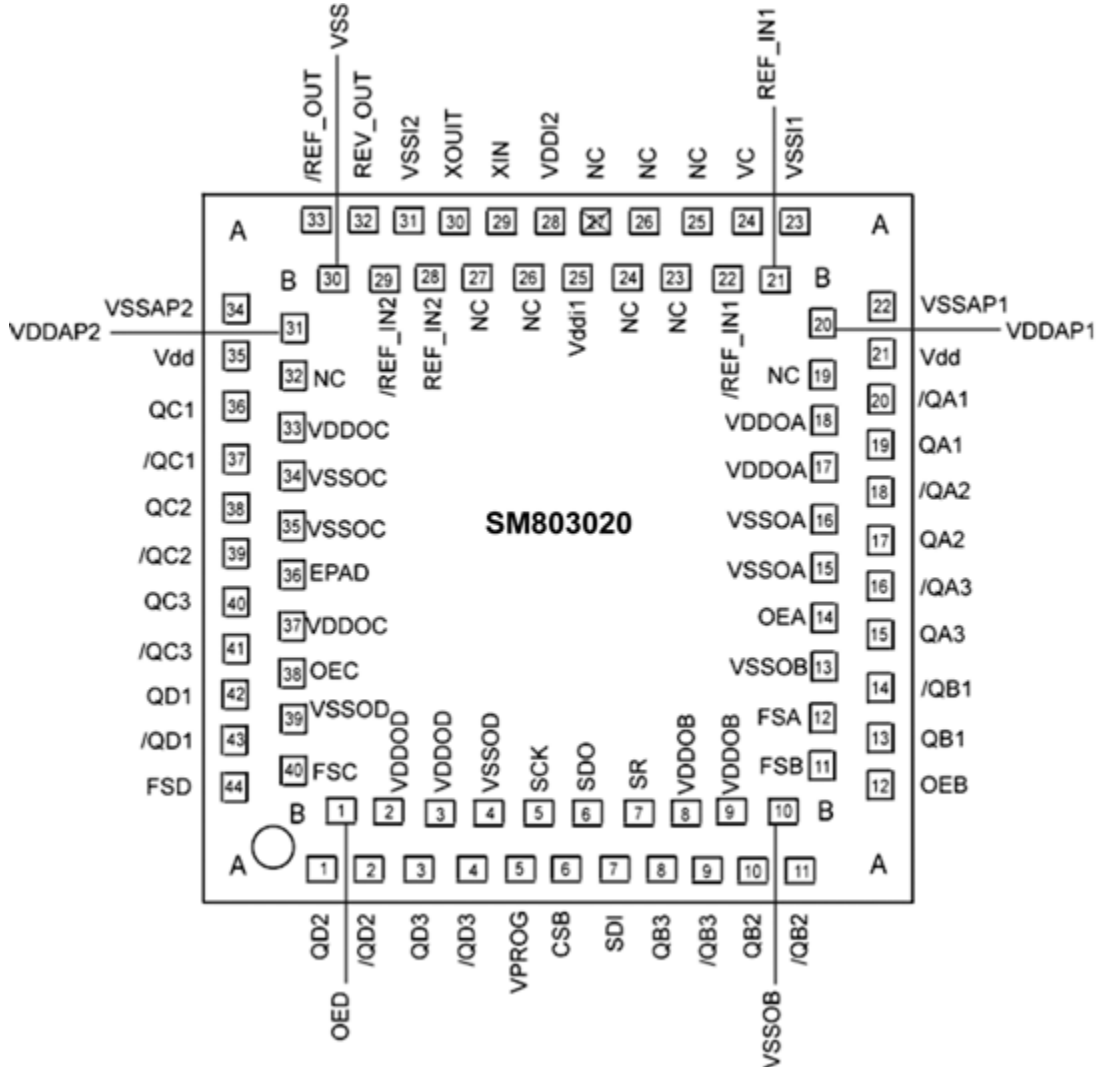 VSS
REF_IN1
/REF_OUT
REV_OUT
VSSI2
XOUIT
XIN
VDDI2
NC
NC
NC
VC
VSSI1
A 33 32 31 30 29 28 27 26 25 24 23 A
B 30 29 28 27 26 25 24 23 22 21 B
/REF_IN2
REF_IN2
NC
NC
Vddi1
NC
NC
/REF_IN1
VSSAP2 34
VDDAP2 31
Vdd 35
32 NC
QC1 36
33 VDDOC
/QC1 37
34 VSSOC
QC2 38
35 VSSOC
/QC2 39
36 EPAD
QC3 40
37 VDDOC
/QC3 41
38 OEC
QD1 42
39 VSSOD
/QD1 43
40 FSC
FSD 44
SM803020
22 VSSAP1
20 VDDAP1
21 Vdd
NC 19
20 /QA1
VDDOA 18
19 QA1
VDDOA 17
18 /QA2
VSSOA 16
17 QA2
VSSOA 15
16 /QA3
OEA 14
15 QA3
VSSOB 13
14 /QB1
FSA 12
13 QB1
FSB 11
12 OEB
VDDOD
VDDOD
VSSOD
SCK
SDO
SR
VDDOB
VDDOB
B 1 2 3 4 5 6 7 8 9 10 B
A 1 2 3 4 5 6 7 8 9 10 11 A
QD2
/QD2
QD3
/QD3
VPROG
CSB
SDI
QB3
/QB3
QB2
/QB2
OED
VSSOB